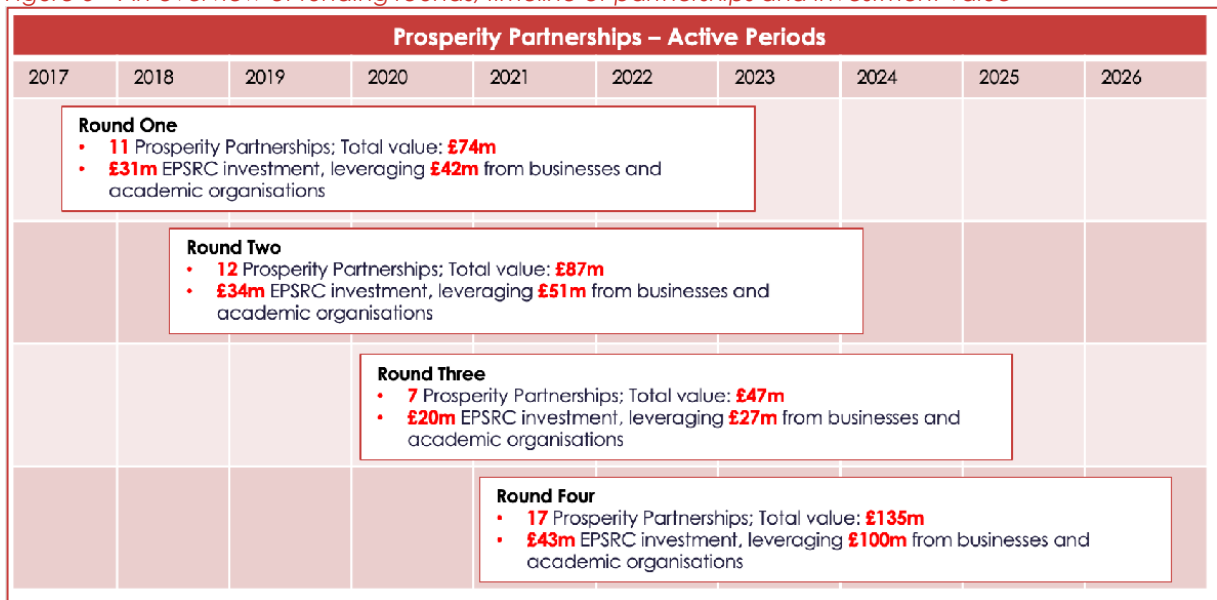 Prosperity Partnerships – Active Periods
2017 2018 2019 2020 2021 2022 2023 2024 2025 2026
Round One
• 11 Prosperity Partnerships; Total value: £74m
• £31m EPSRC investment, leveraging £42m from businesses and
academic organisations
Round Two
• 12 Prosperity Partnerships; Total value: £87m
• £34m EPSRC investment, leveraging £51m from businesses and
academic organisations
Round Three
• 7 Prosperity Partnerships; Total value: £47m
• £20m EPSRC investment, leveraging £27m from businesses and
academic organisations
Round Four
• 17 Prosperity Partnerships; Total value: £135m
• £43m EPSRC investment, leveraging £100m from businesses and
academic organisations